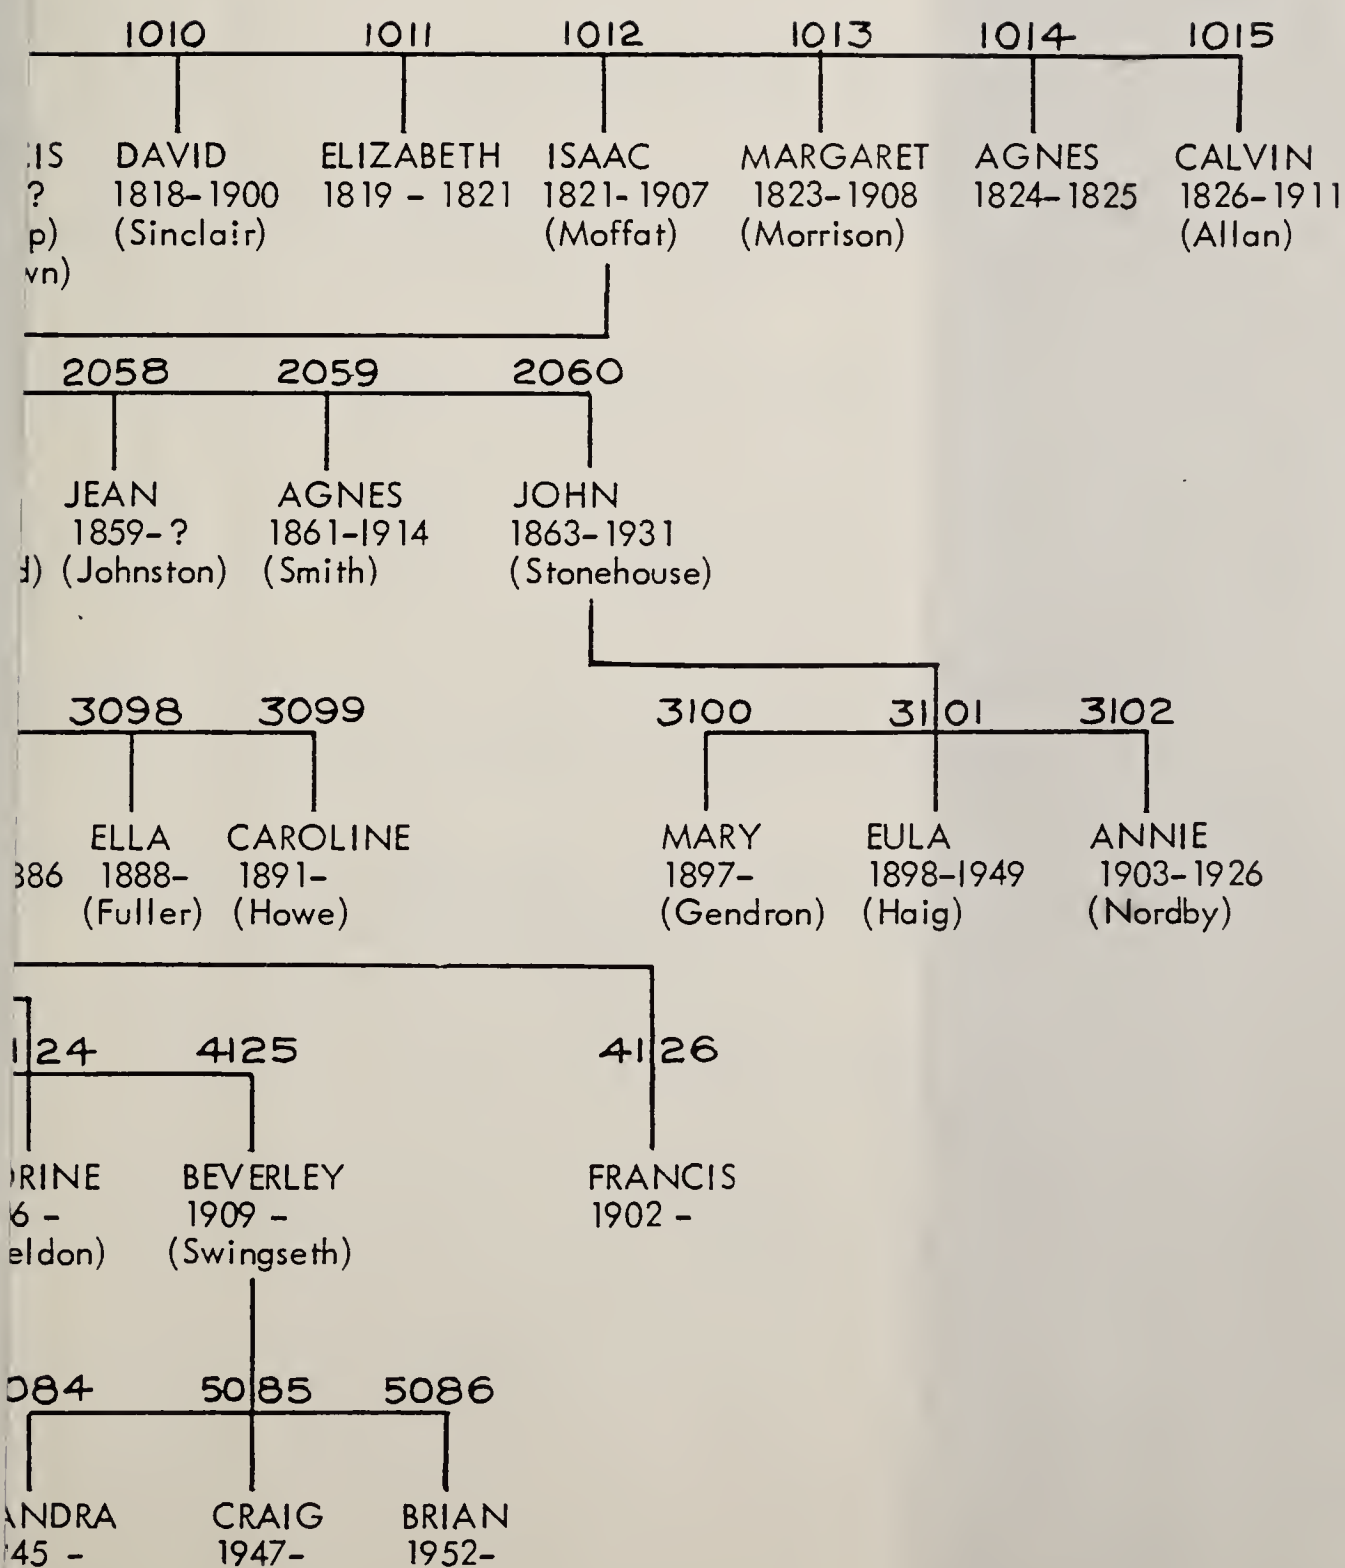 1010 1011 1012 1013 1014 1015
DAVID ELIZABETH ISAAC MARGARET AGNES CALVIN
? 1818-1900 1819 - 1821 1821-1907 1823-1908 1824-1825 1826-1911
(Sinclair) (Moffat) (Morrison) (Allan)
2058 2059 2060
JEAN AGNES JOHN
1859-? 1861-1914 1863-1931
(Johnston) (Smith) (Stonehouse)
3098 3099 3100 3101 3102
ELLA CAROLINE MARY EULA ANNIE
1888- 1891- 1897- 1898-1949 1903-1926
(Fuller) (Howe) (Gendron) (Haig) (Nordby)
4125 4126
BEVERLEY FRANCIS
1909 - 1902 -
(Swingseth)
5085 5086
CRAIG BRIAN
1947- 1952-